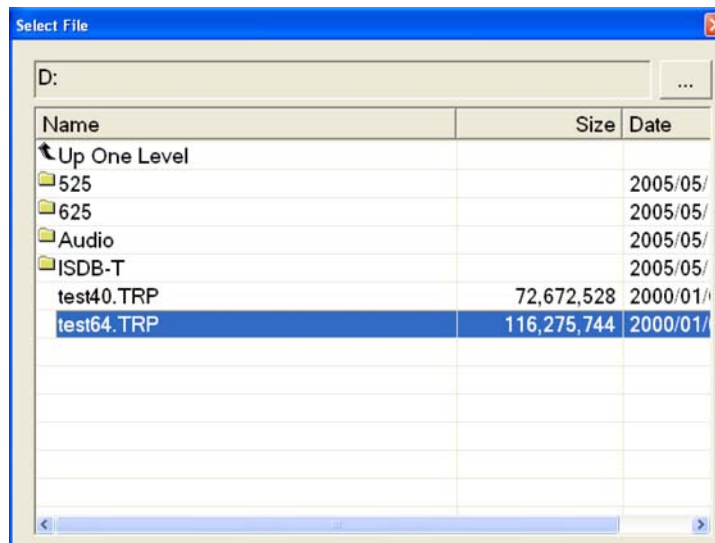 Select File
D:
...
Name Size Date
Up One Level
525 2005/05/
625 2005/05/
Audio 2005/05/
ISDB-T 2005/05/
test40.TRP 72,672,528 2000/01/
test64.TRP 116,275,744 2000/01/